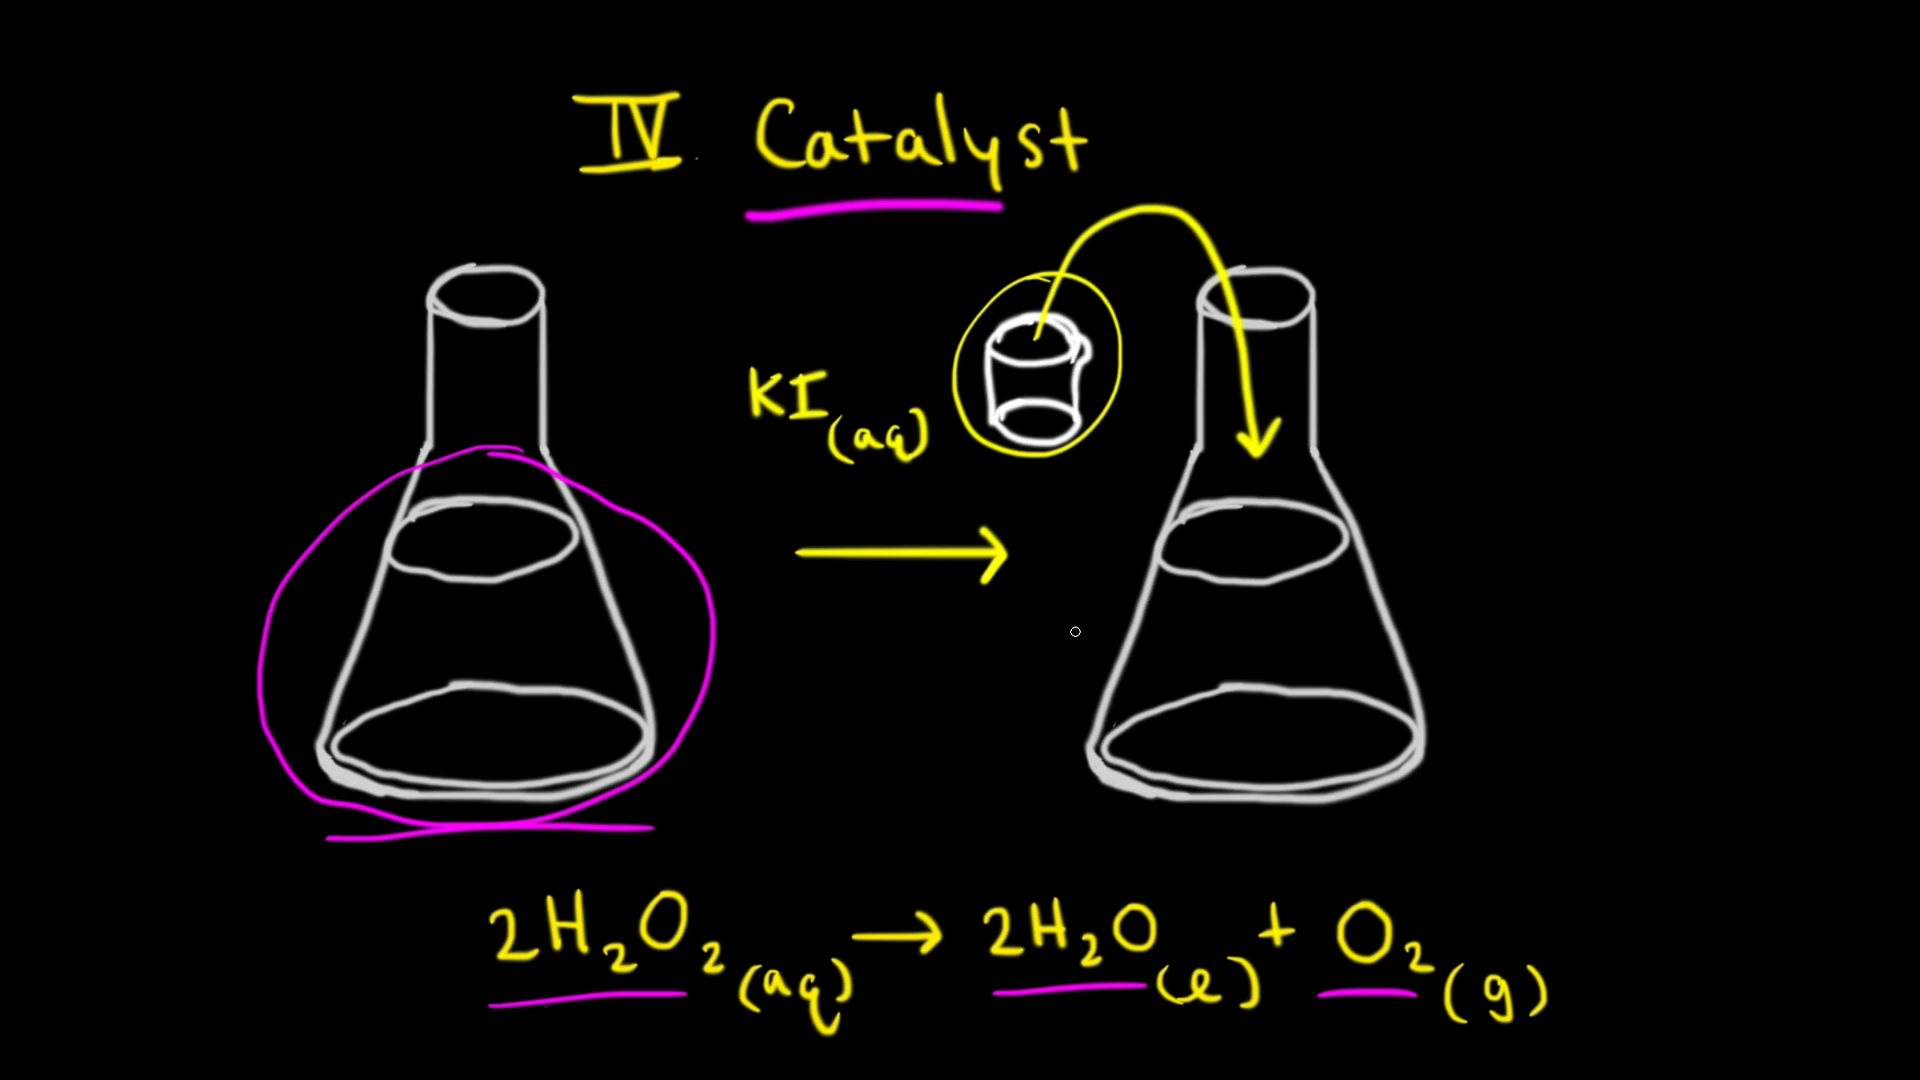 IV Catalyst
KI(aq)
2H₂O₂(aq) → 2H₂O(l) + O₂(g)